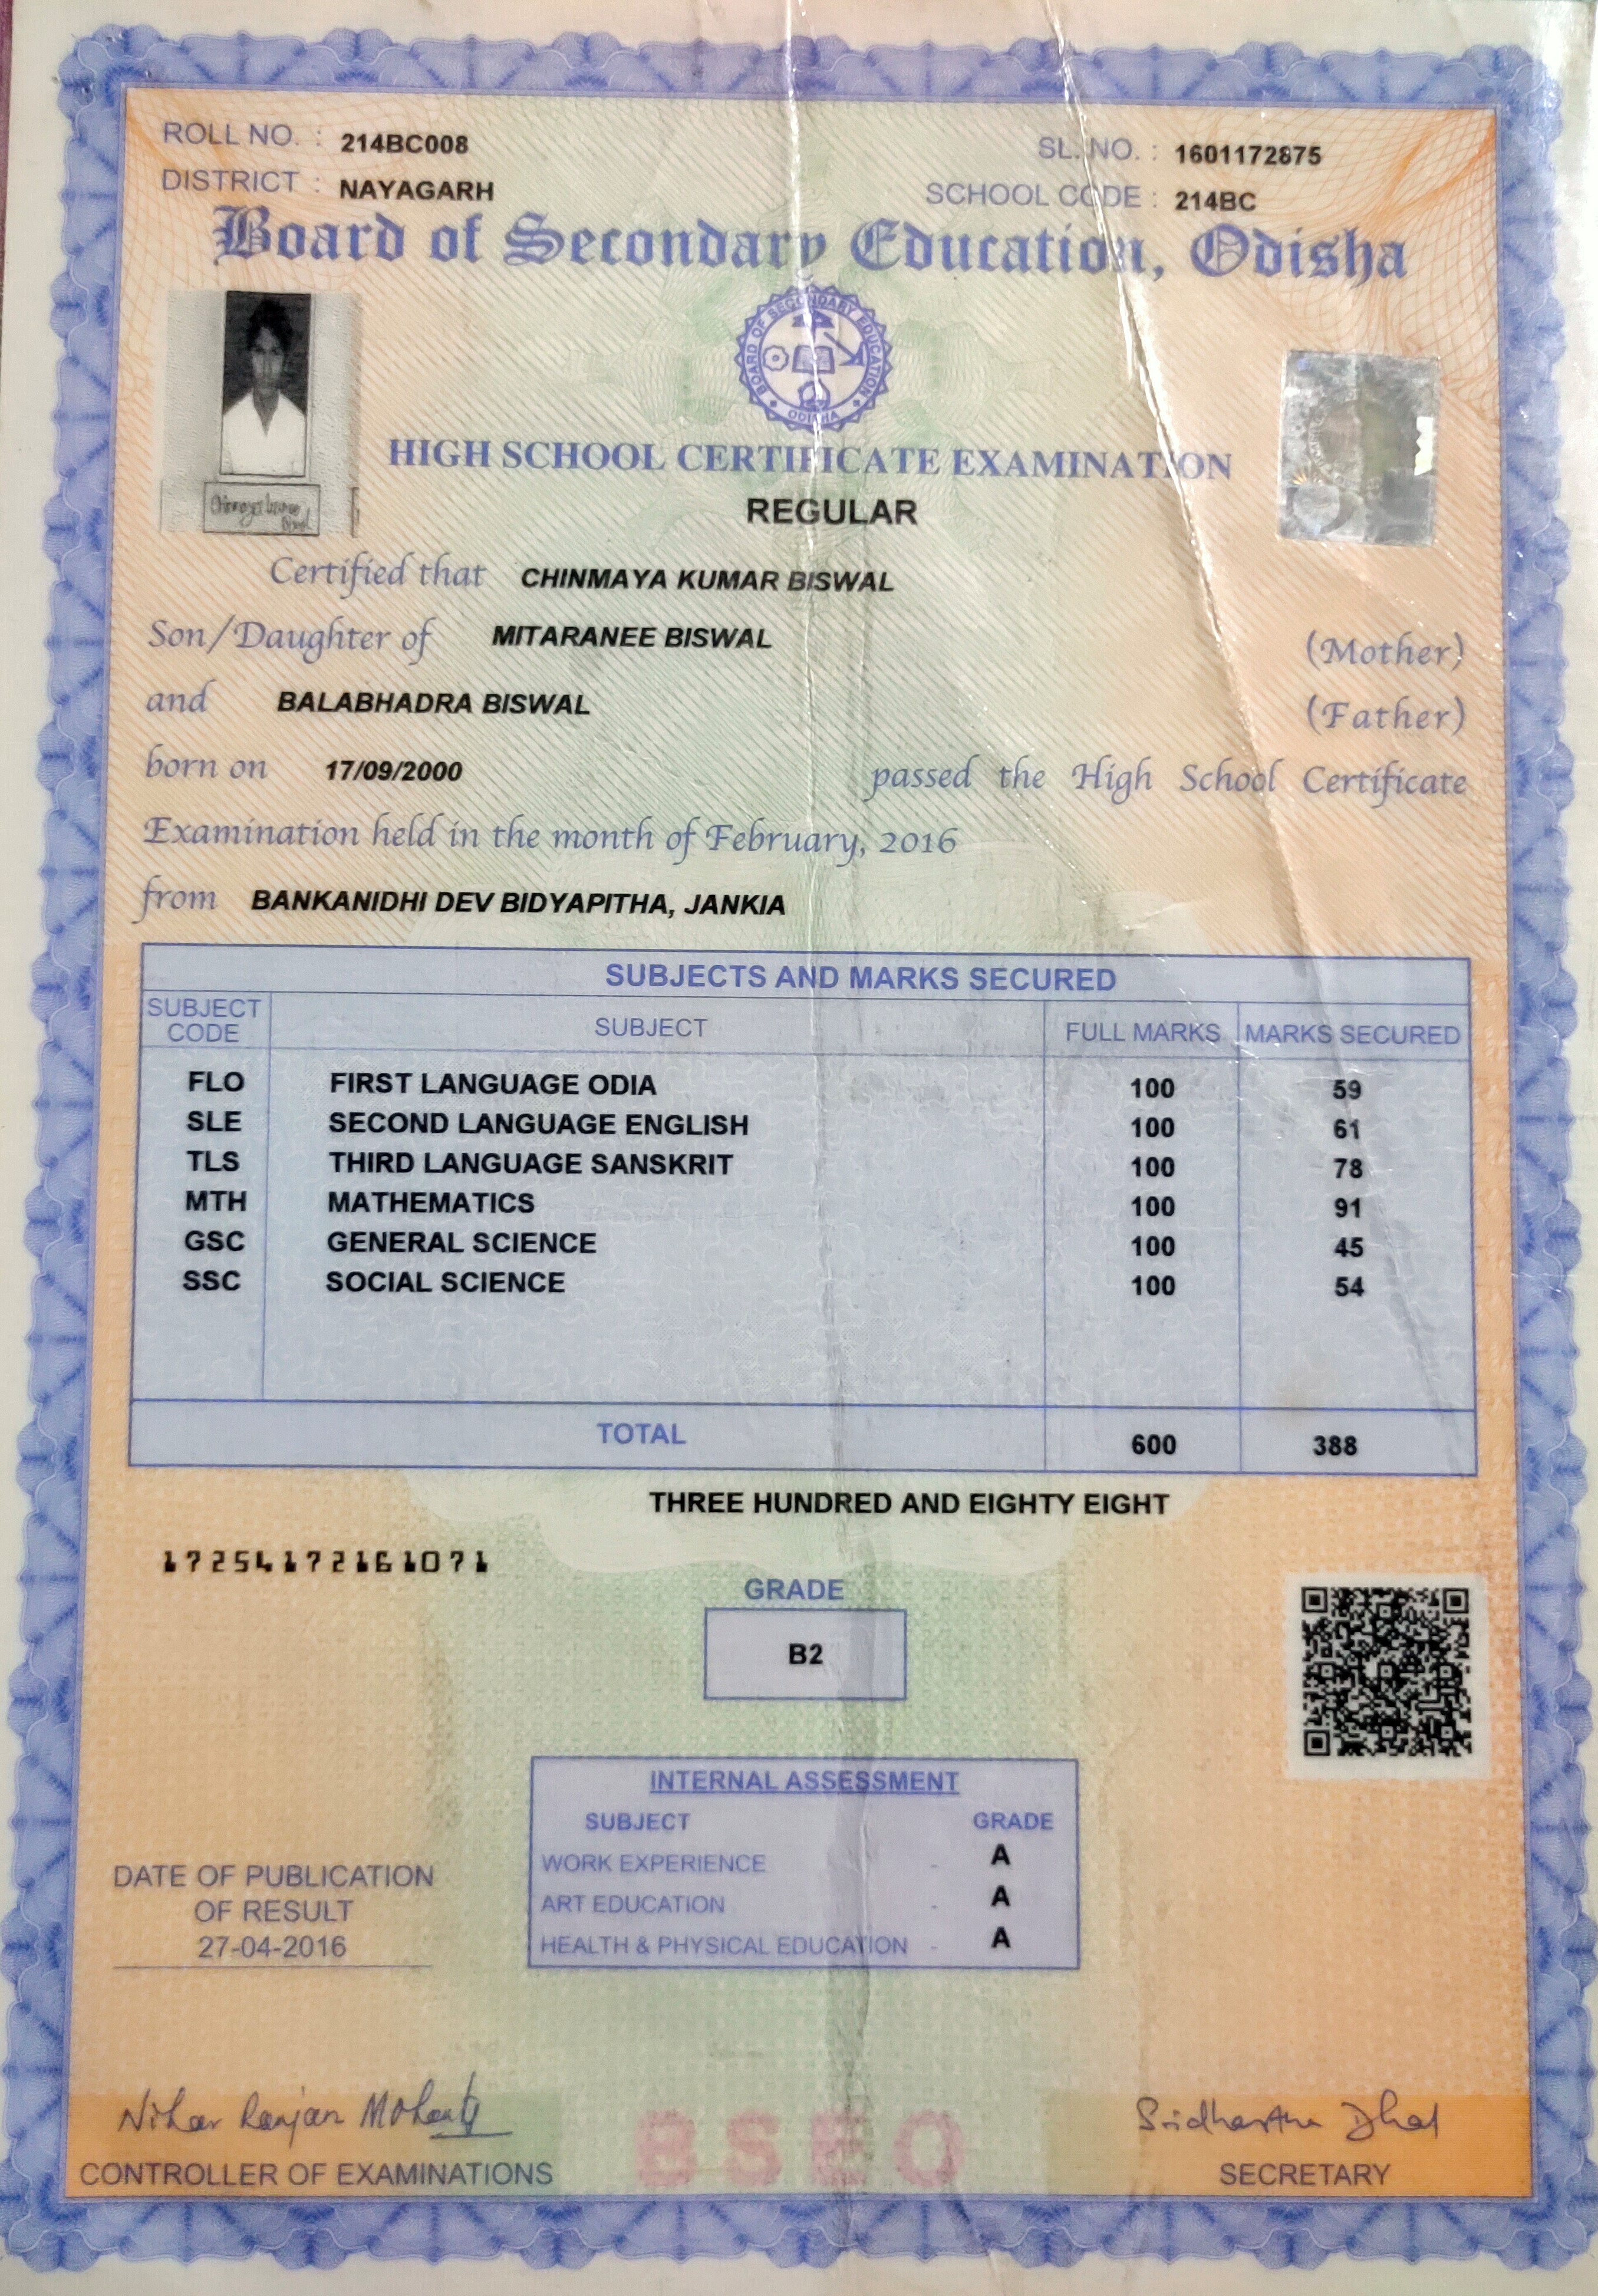 ROLL NO. : 214BC008
SL. NO. : 1601172875
DISTRICT : NAYAGARH
SCHOOL CODE : 214BC
Board of Secondary Education, Odisha
BOARD OF SECONDARY EDUCATION
ODISHA
HIGH SCHOOL CERTIFICATE EXAMINATION
REGULAR
Certified that CHINMAYA KUMAR BISWAL
Son/Daughter of MITARANEE BISWAL (Mother)
and BALABHADRA BISWAL (Father)
born on 17/09/2000 passed the High School Certificate
Examination held in the month of February, 2016
from BANKANIDHI DEV BIDYAPITHA, JANKIA
SUBJECTS AND MARKS SECURED
SUBJECT CODE SUBJECT FULL MARKS MARKS SECURED
FLO FIRST LANGUAGE ODIA 100 59
SLE SECOND LANGUAGE ENGLISH 100 61
TLS THIRD LANGUAGE SANSKRIT 100 78
MTH MATHEMATICS 100 91
GSC GENERAL SCIENCE 100 45
SSC SOCIAL SCIENCE 100 54
TOTAL 600 388
THREE HUNDRED AND EIGHTY EIGHT
17254172161071
GRADE
B2
INTERNAL ASSESSMENT
SUBJECT GRADE
WORK EXPERIENCE - A
ART EDUCATION - A
HEALTH & PHYSICAL EDUCATION - A
DATE OF PUBLICATION
OF RESULT
27-04-2016
Nihar Ranjan Mohanty
Sridhartha Dhal
CONTROLLER OF EXAMINATIONS
BSEO
SECRETARY